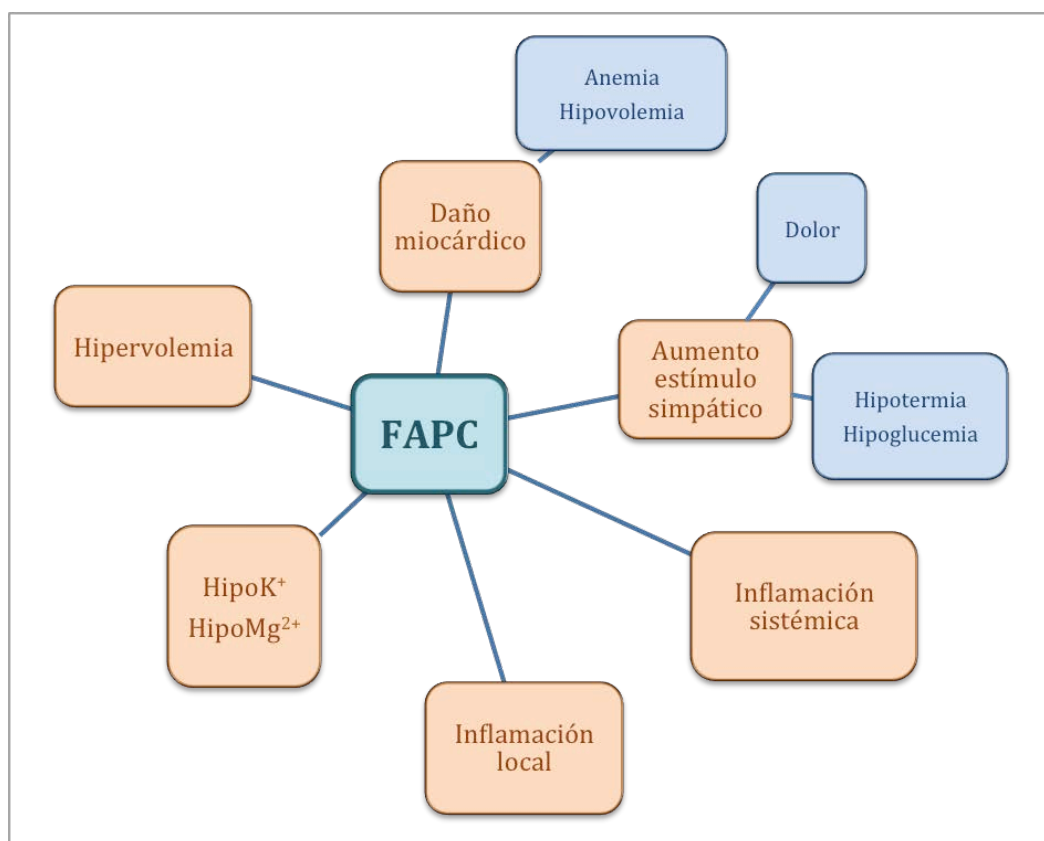 Anemia
Hipovolemia
Daño
miocárdico
Dolor
Hipervolemia
Aumento
estímulo
simpático
Hipotermia
Hipoglucemia
FAPC
HipoK⁺
HipoMg²⁺
Inflamación
sistémica
Inflamación
local